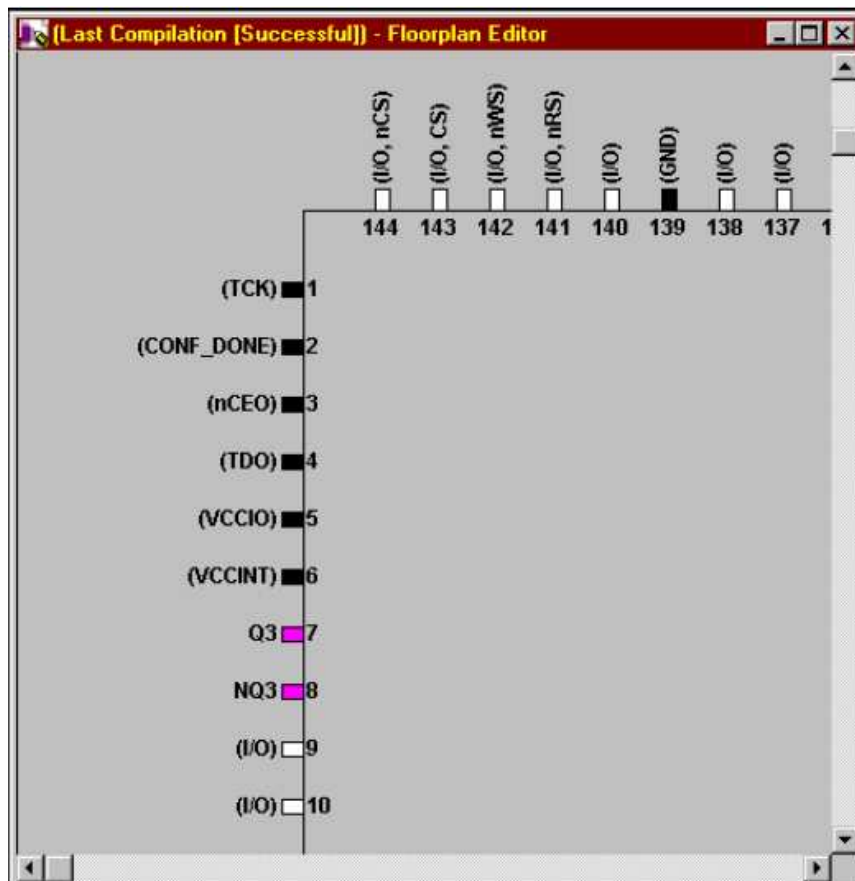 (Last Compilation [Successful]) - Floorplan Editor
(I/O, nCS) (I/O, CS) (I/O, nWS) (I/O, nRS) (I/O) (GND) (I/O) (I/O)
144 143 142 141 140 139 138 137 1
(TCK) 1
(CONF_DONE) 2
(nCEO) 3
(TDO) 4
(VCCIO) 5
(VCCINT) 6
Q3 7
NQ3 8
(I/O) 9
(I/O) 10